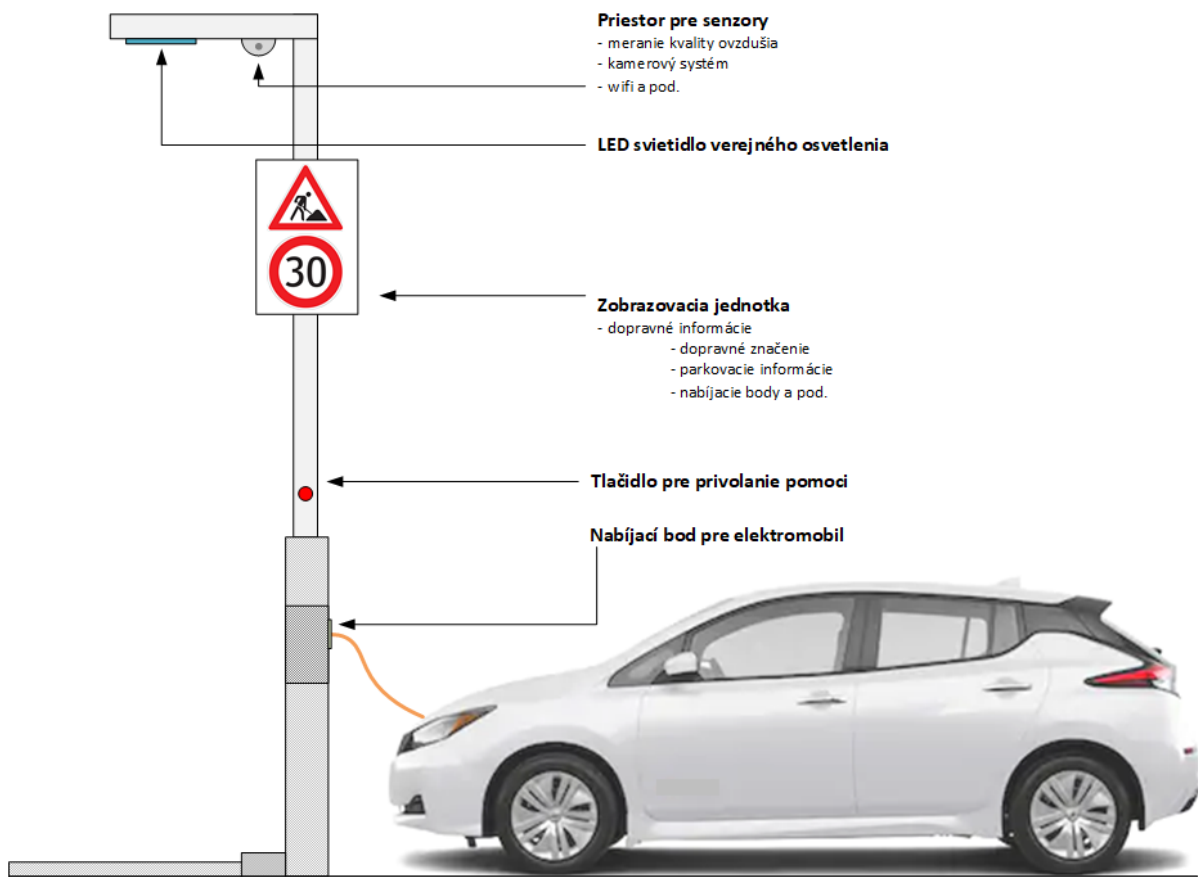 Priestor pre senzory
- meranie kvality ovzdušia
- kamerový systém
- wifi a pod.
LED svietidlo verejného osvetlenia
30
Zobrazovacia jednotka
- dopravné informácie
- dopravné značenie
- parkovacie informácie
- nabíjacie body a pod.
Tlačidlo pre privolanie pomoci
Nabíjací bod pre elektromobil